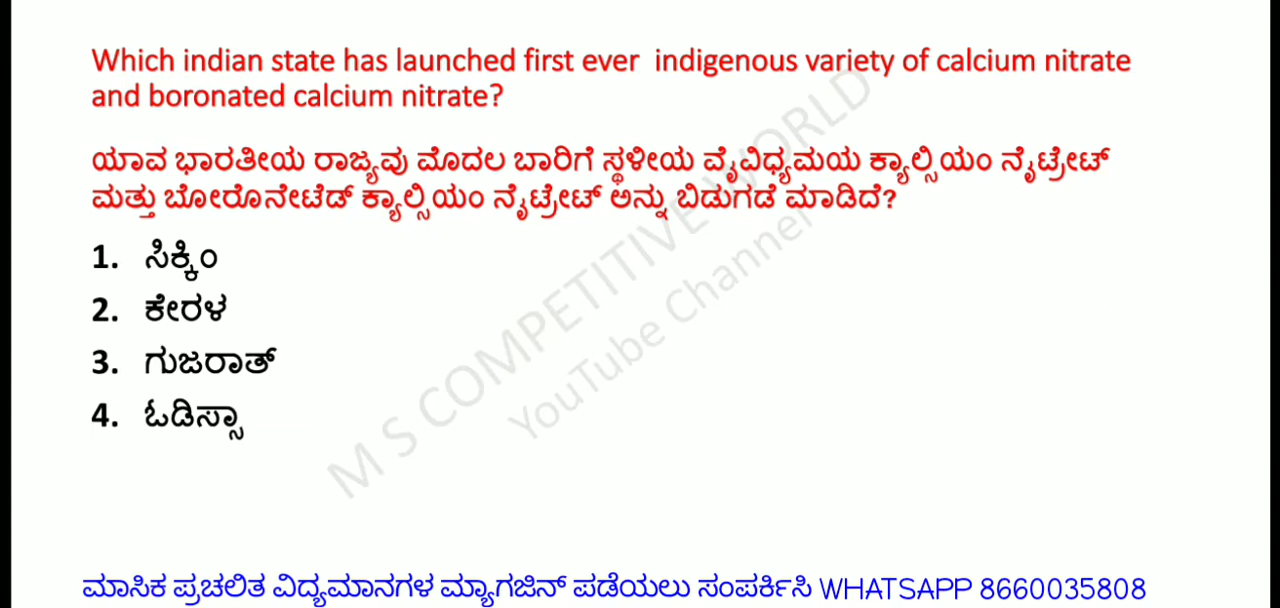 Which indian state has launched first ever indigenous variety of calcium nitrate
and boronated calcium nitrate?
ಯಾವ ಭಾರತೀಯ ರಾಜ್ಯವು ಮೊದಲ ಬಾರಿಗೆ ಸ್ಥಳೀಯ ವೈವಿಧ್ಯಮಯ ಕ್ಯಾಲ್ಸಿಯಂ ನೈಟ್ರೇಟ್
ಮತ್ತು ಬೋರೊನೇಟೆಡ್ ಕ್ಯಾಲ್ಸಿಯಂ ನೈಟ್ರೇಟ್ ಅನ್ನು ಬಿಡುಗಡೆ ಮಾಡಿದೆ?
1. ಸಿಕ್ಕಿಂ
2. ಕೇರಳ
3. ಗುಜರಾತ್
4. ಓಡಿಸ್ಸಾ
M S COMPETITIVE WORLD
YouTube Channel
ಮಾಸಿಕ ಪ್ರಚಲಿತ ವಿದ್ಯಮಾನಗಳ ಮ್ಯಾಗಜಿನ್ ಪಡೆಯಲು ಸಂಪರ್ಕಿಸಿ WHATSAPP 8660035808